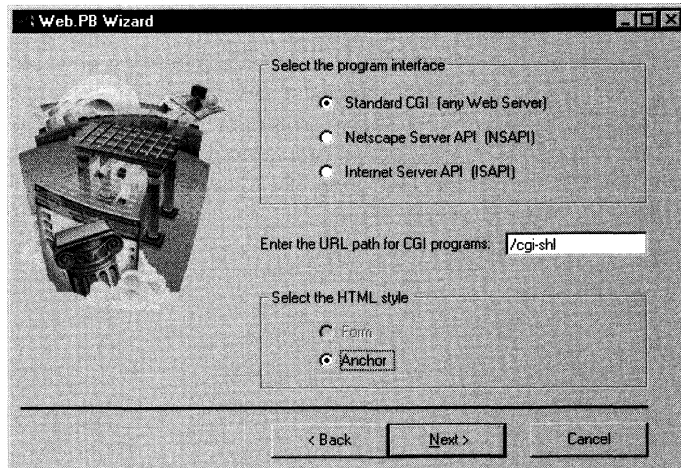 Web.PB Wizard
Select the program interface
Standard CGI (any Web Server)
Netscape Server API (NSAPI)
Internet Server API (ISAPI)
Enter the URL path for CGI programs: /cgi-shl
Select the HTML style
Form
Anchor
< Back Next > Cancel